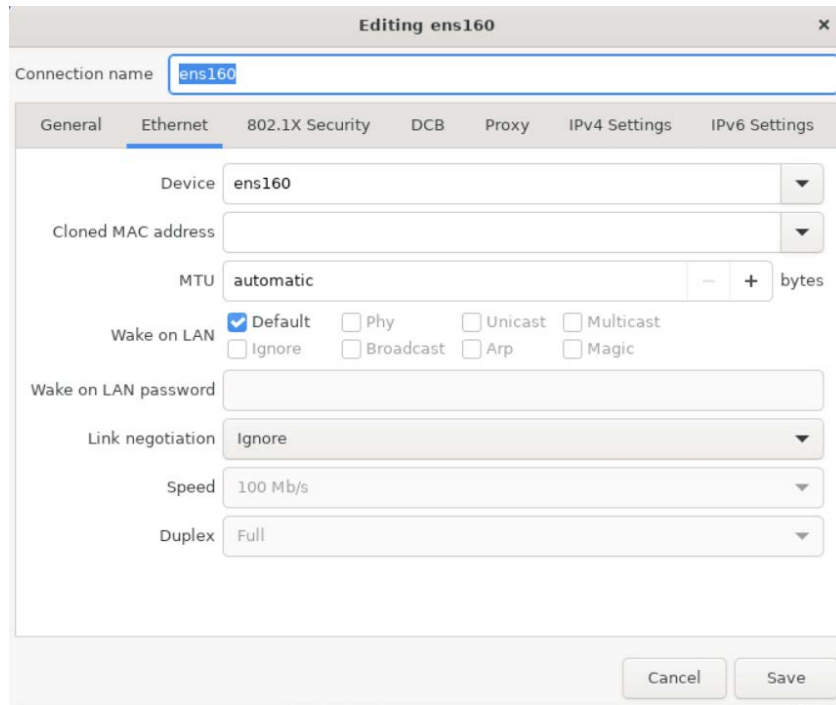 Editing ens160 ×
Connection name ens160
General Ethernet 802.1X Security DCB Proxy IPv4 Settings IPv6 Settings
Device ens160
Cloned MAC address
MTU automatic − + bytes
Wake on LAN
Default Phy Unicast Multicast
Ignore Broadcast Arp Magic
Wake on LAN password
Link negotiation Ignore
Speed 100 Mb/s
Duplex Full
Cancel Save